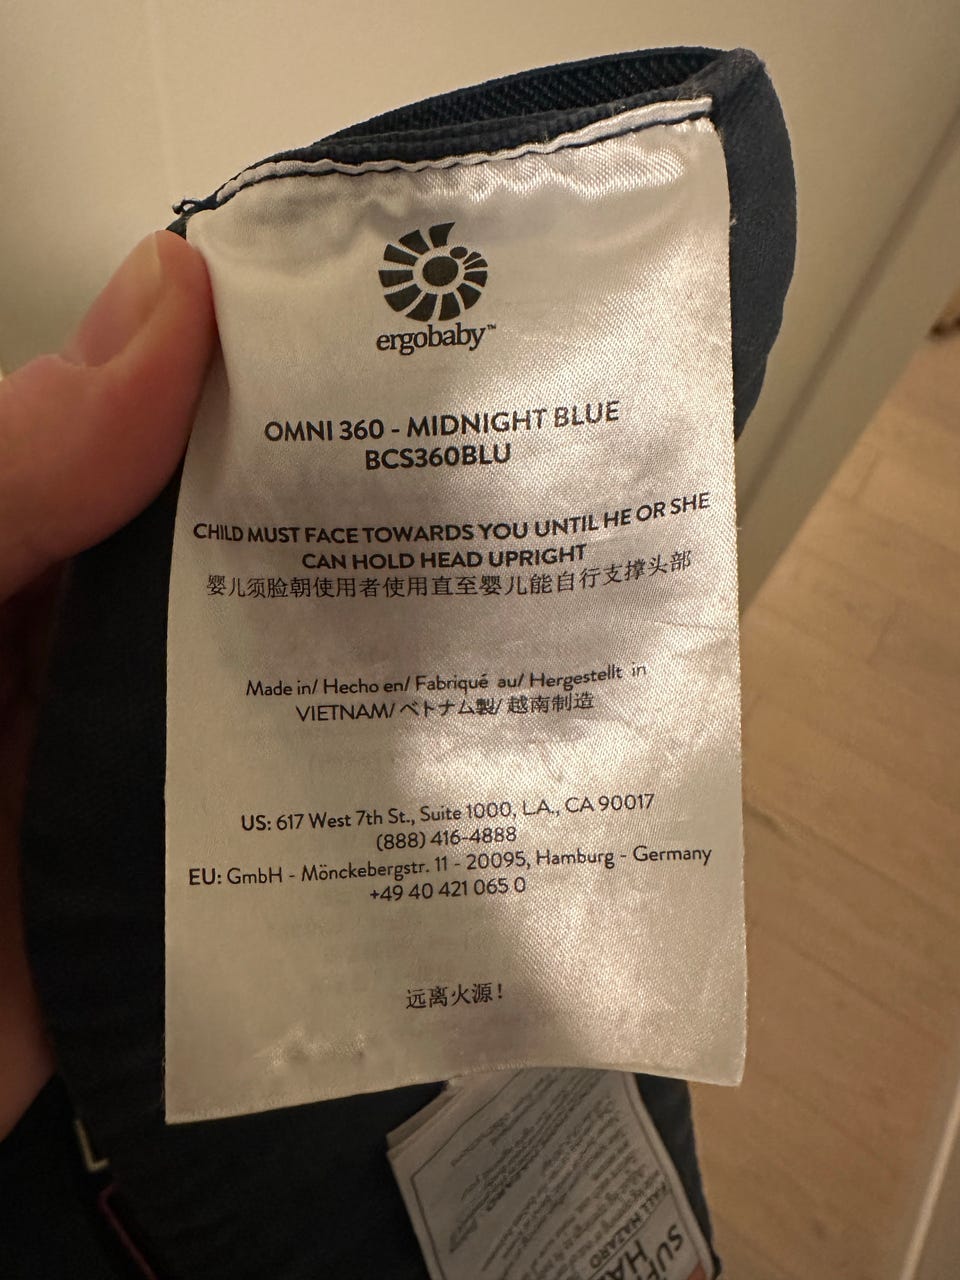 ergobaby™
OMNI 360 - MIDNIGHT BLUE
BCS360BLU
CHILD MUST FACE TOWARDS YOU UNTIL HE OR SHE
CAN HOLD HEAD UPRIGHT
婴儿须脸朝使用者使用直至婴儿能自行支撑头部
Made in/ Hecho en/ Fabriqué au/ Hergestellt in
VIETNAM/ ベトナム製/ 越南制造
US: 617 West 7th St., Suite 1000, L.A., CA 90017
(888) 416-4888
EU: GmbH - Mönckebergstr. 11 - 20095, Hamburg - Germany
+49 40 421 065 0
远离火源!
FALL HAZARD